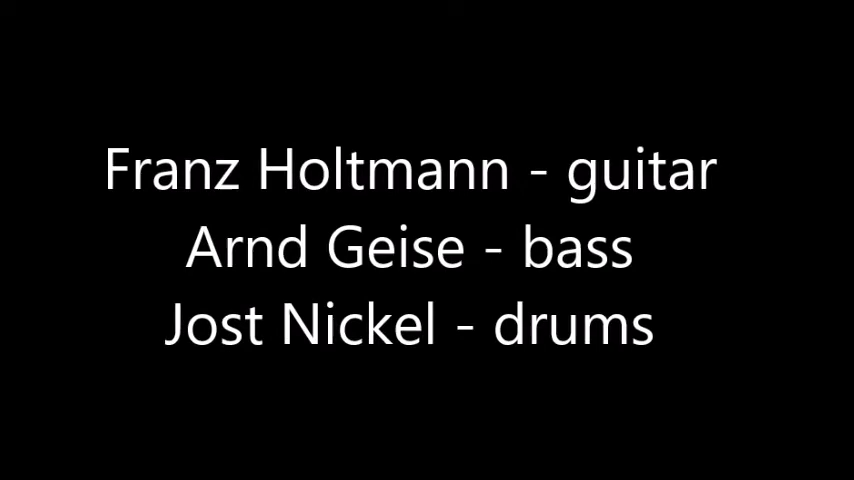 Franz Holtmann - guitar
Arnd Geise - bass
Jost Nickel - drums